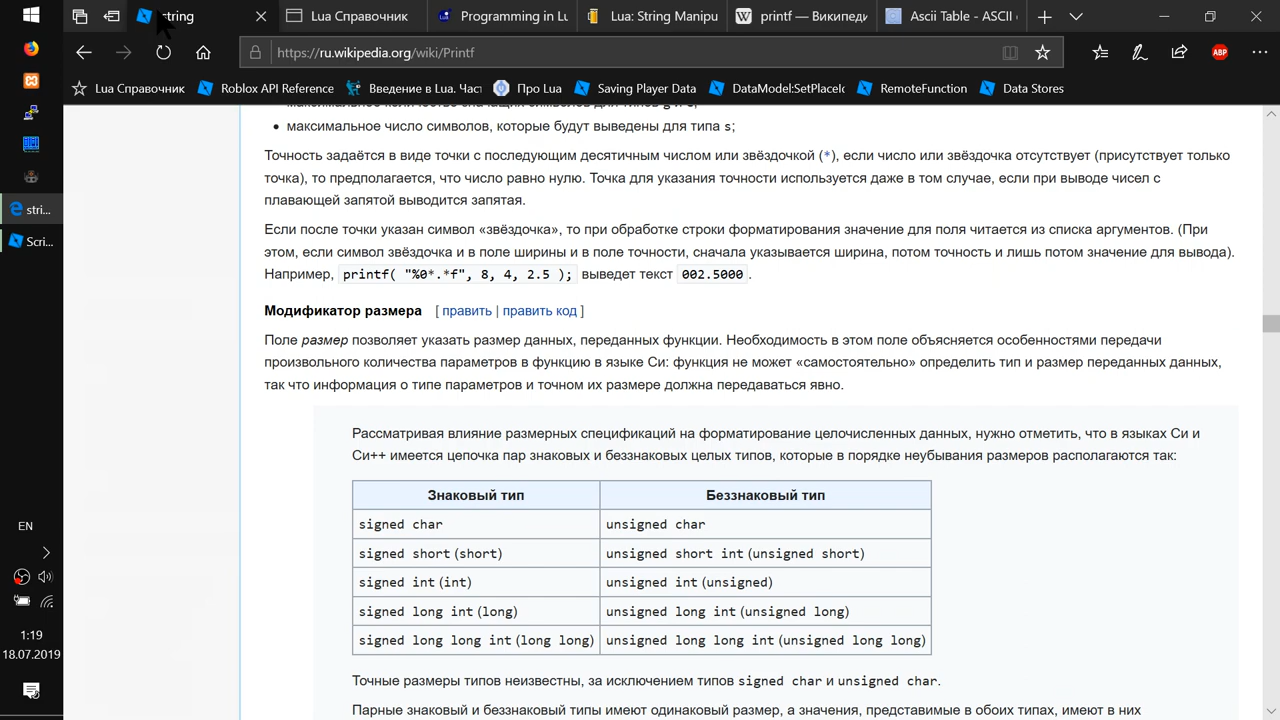 string
Lua Справочник
Programming in Lu
Lua: String Manipu
printf — Википеди
Ascii Table - ASCII
https://ru.wikipedia.org/wiki/Printf
ABP
Lua Справочник
Roblox API Reference
Введение в Lua. Част
Про Lua
Saving Player Data
DataModel:SetPlaceId
RemoteFunction
Data Stores
stri...
Scri...
EN
1:19
18.07.2019
• максимальное число символов, которые будут выведены для типа s;
Точность задаётся в виде точки с последующим десятичным числом или звёздочкой (*), если число или звёздочка отсутствует (присутствует только
точка), то предполагается, что число равно нулю. Точка для указания точности используется даже в том случае, если при выводе чисел с
плавающей запятой выводится запятая.
Если после точки указан символ «звёздочка», то при обработке строки форматирования значение для поля читается из списка аргументов. (При
этом, если символ звёздочка и в поле ширины и в поле точности, сначала указывается ширина, потом точность и лишь потом значение для вывода).
Например, printf( "%0*.*f", 8, 4, 2.5 ); выведет текст 002.5000.
Модификатор размера [ править | править код ]
Поле размер позволяет указать размер данных, переданных функции. Необходимость в этом поле объясняется особенностями передачи
произвольного количества параметров в функцию в языке Си: функция не может «самостоятельно» определить тип и размер переданных данных,
так что информация о типе параметров и точном их размере должна передаваться явно.
Рассматривая влияние размерных спецификаций на форматирование целочисленных данных, нужно отметить, что в языках Си и
Си++ имеется цепочка пар знаковых и беззнаковых целых типов, которые в порядке неубывания размеров располагаются так:
Знаковый тип Беззнаковый тип
signed char unsigned char
signed short (short) unsigned short int (unsigned short)
signed int (int) unsigned int (unsigned)
signed long int (long) unsigned long int (unsigned long)
signed long long int (long long) unsigned long long int (unsigned long long)
Точные размеры типов неизвестны, за исключением типов signed char и unsigned char.
Парные знаковый и беззнаковый типы имеют одинаковый размер, а значения, представимые в обоих типах, имеют в них